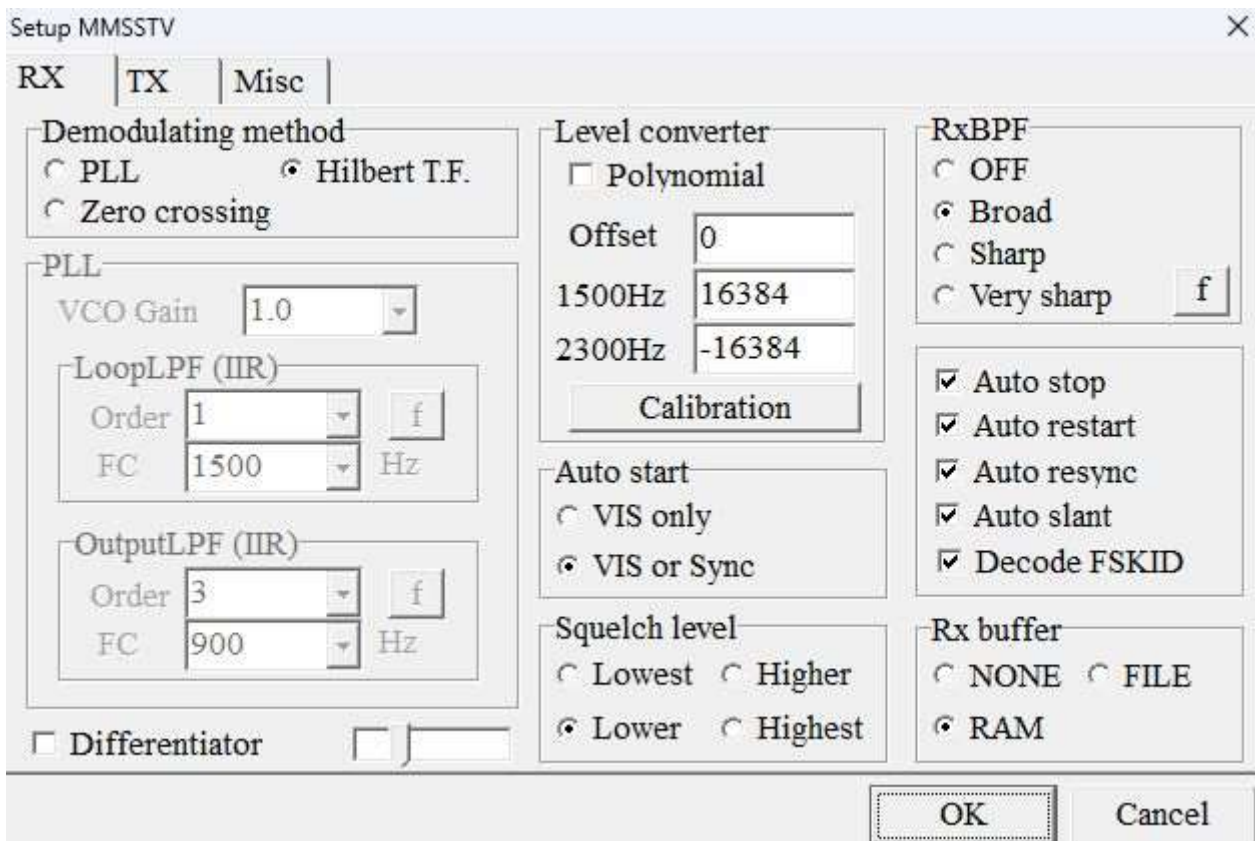 Setup MMSSTV
RX TX Misc
Demodulating method
PLL Hilbert T.F.
Zero crossing
PLL
VCO Gain 1.0
LoopLPF (IIR)
Order 1 f
FC 1500 Hz
OutputLPF (IIR)
Order 3 f
FC 900 Hz
Differentiator
Level converter
Polynomial
Offset 0
1500Hz 16384
2300Hz -16384
Calibration
Auto start
VIS only
VIS or Sync
Squelch level
Lowest Higher
Lower Highest
RxBPF
OFF
Broad
Sharp
Very sharp f
Auto stop
Auto restart
Auto resync
Auto slant
Decode FSKID
Rx buffer
NONE FILE
RAM
OK Cancel